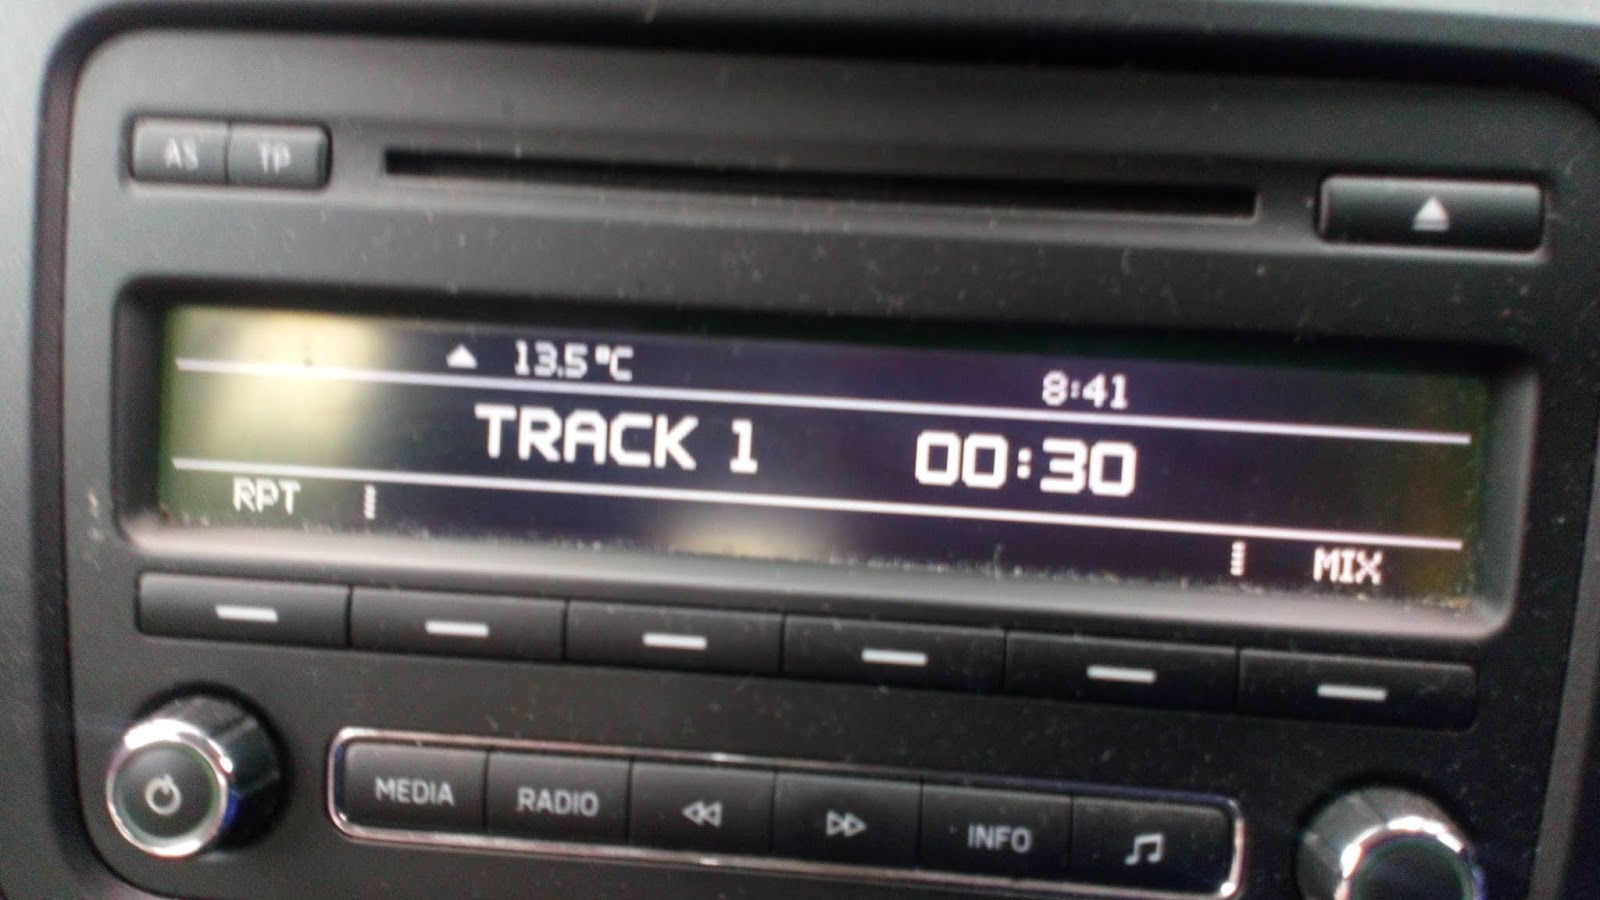 AS TP
13.5°C 8:41
TRACK 1 00:30
RPT MIX
MEDIA RADIO INFO